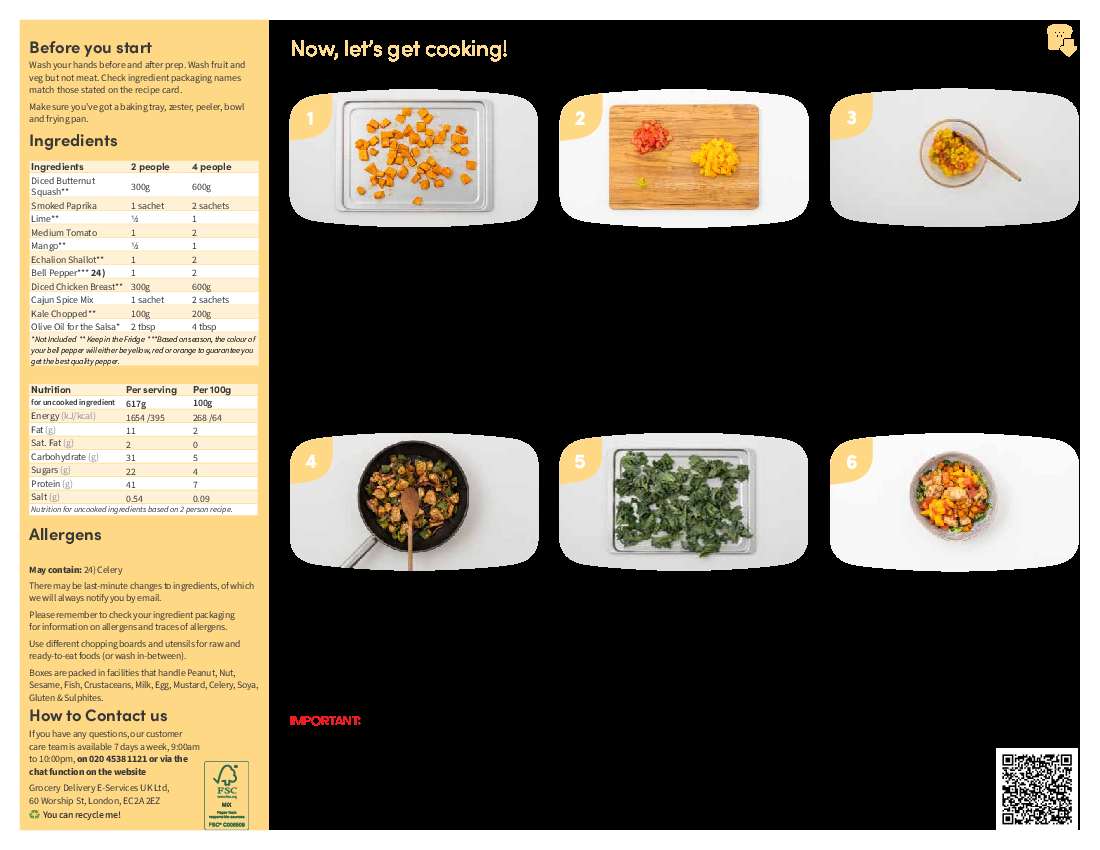 Before you start
Wash your hands before and after prep. Wash fruit and
veg but not meat. Check ingredient packaging names
match those stated on the recipe card.
Make sure you've got a baking tray, zester, peeler, bowl
and frying pan.
Ingredients
Ingredients 2 people 4 people
Diced Butternut
Squash** 300g 600g
Smoked Paprika 1 sachet 2 sachets
Lime** ½ 1
Medium Tomato 1 2
Mango** ½ 1
Echalion Shallot** 1 2
Bell Pepper*** 24) 1 2
Diced Chicken Breast** 300g 600g
Cajun Spice Mix 1 sachet 2 sachets
Kale Chopped** 100g 200g
Olive Oil for the Salsa* 2 tbsp 4 tbsp
*Not Included ** Keep in the Fridge ***Based on season, the colour of
your bell pepper will either be yellow, red or orange to guarantee you
get the best quality pepper.
Nutrition Per serving Per 100g
for uncooked ingredient 617g 100g
Energy (kJ/kcal) 1654 /395 268 /64
Fat (g) 11 2
Sat. Fat (g) 2 0
Carbohydrate (g) 31 5
Sugars (g) 22 4
Protein (g) 41 7
Salt (g) 0.54 0.09
Nutrition for uncooked ingredients based on 2 person recipe.
Allergens
May contain: 24) Celery
There may be last-minute changes to ingredients, of which
we will always notify you by email.
Please remember to check your ingredient packaging
for information on allergens and traces of allergens.
Use different chopping boards and utensils for raw and
ready-to-eat foods (or wash in-between).
Boxes are packed in facilities that handle Peanut, Nut,
Sesame, Fish, Crustaceans, Milk, Egg, Mustard, Celery, Soya,
Gluten & Sulphites.
How to Contact us
If you have any questions, our customer
care team is available 7 days a week, 9:00am
to 10:00pm, on 020 4538 1121 or via the
chat function on the website
Grocery Delivery E-Services UK Ltd,
60 Worship St, London, EC2A 2EZ
You can recycle me!
FSC
www.fsc.org
MIX
Paper from
responsible sources
FSC® C006509
Now, let's get cooking!
1
2
3
4
5
6
IMPORTANT: